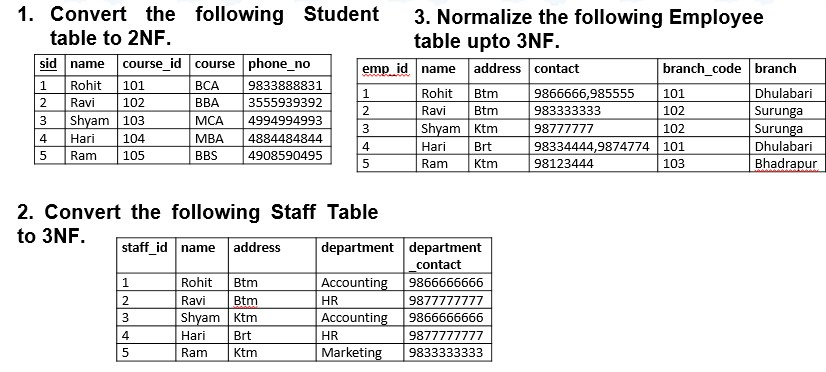 1. Convert the following Student
table to 2NF.
sid name course_id course phone_no
1 Rohit 101 BCA 9833888831
2 Ravi 102 BBA 3555939392
3 Shyam 103 MCA 4994994993
4 Hari 104 MBA 4884484844
5 Ram 105 BBS 4908590495
3. Normalize the following Employee
table upto 3NF.
emp_id name address contact branch_code branch
1 Rohit Btm 9866666,985555 101 Dhulabari
2 Ravi Btm 983333333 102 Surunga
3 Shyam Ktm 98777777 102 Surunga
4 Hari Brt 98334444,9874774 101 Dhulabari
5 Ram Ktm 98123444 103 Bhadrapur
2. Convert the following Staff Table
to 3NF.
staff_id name address department department
_contact
1 Rohit Btm Accounting 9866666666
2 Ravi Btm HR 9877777777
3 Shyam Ktm Accounting 9866666666
4 Hari Brt HR 9877777777
5 Ram Ktm Marketing 9833333333